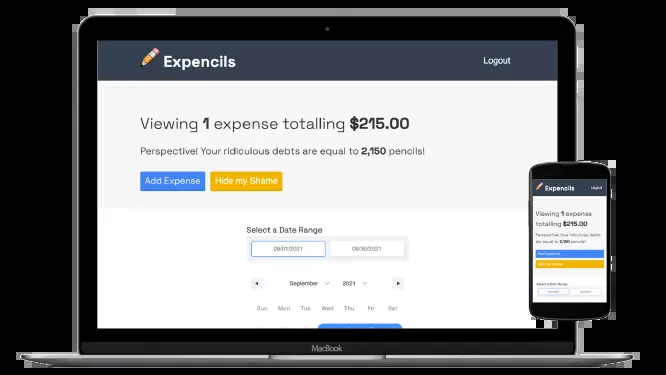 Expencils
Logout
Viewing 1 expense totalling $215.00
Perspective! Your ridiculous debts are equal to 2,150 pencils!
Add Expense
Hide my Shame
Select a Date Range
09/01/2021
09/30/2021
September
2021
Sun Mon Tue Wed Thu Fri Sat
MacBook
Expencils
Logout
Viewing 1 expense
totalling $215.00
Perspective! Your ridiculous debts
are equal to 2,150 pencils!
Add Expense
Hide my Shame
Select a Date Range